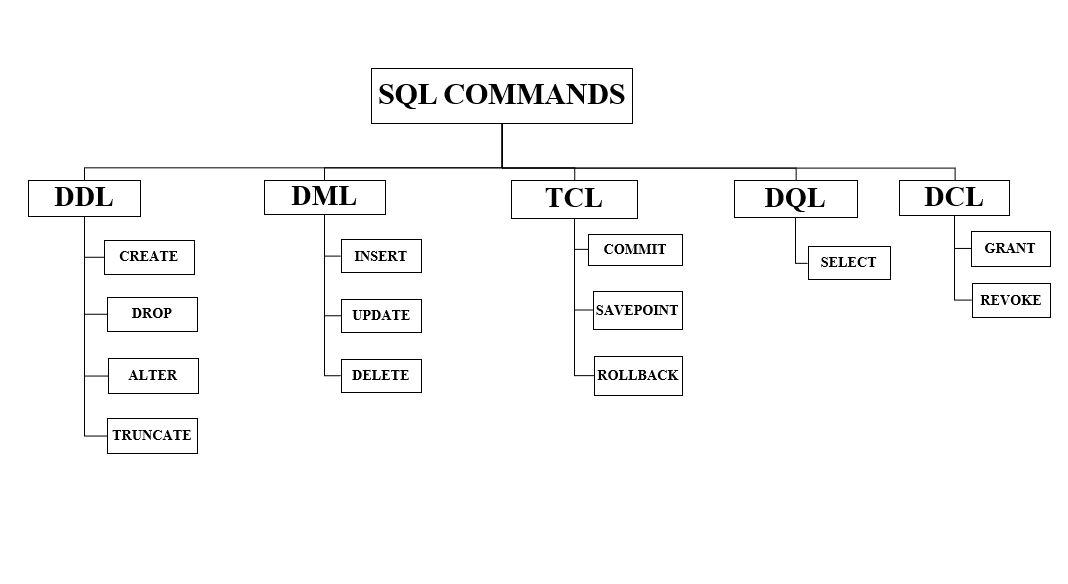 SQL COMMANDS
DDL
DML
TCL
DQL
DCL
CREATE
DROP
ALTER
TRUNCATE
INSERT
UPDATE
DELETE
COMMIT
SAVEPOINT
ROLLBACK
SELECT
GRANT
REVOKE